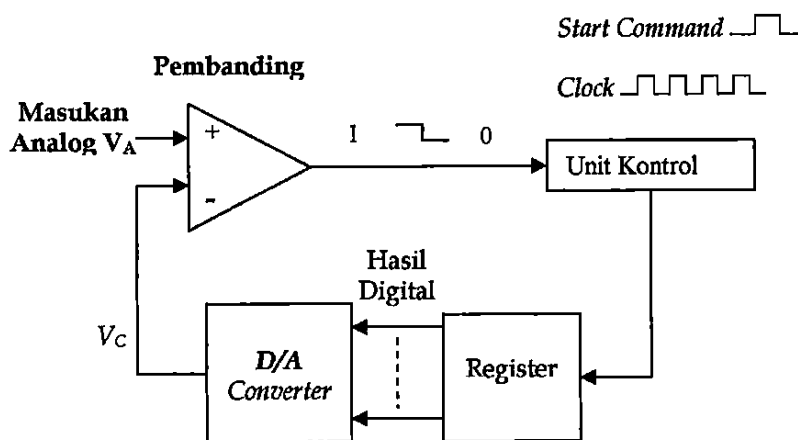 Start Command
Pembanding
Clock
Masukan
Analog VA
+
1
0
-
Unit Kontrol
Hasil
Digital
VC
D/A
Converter
Register